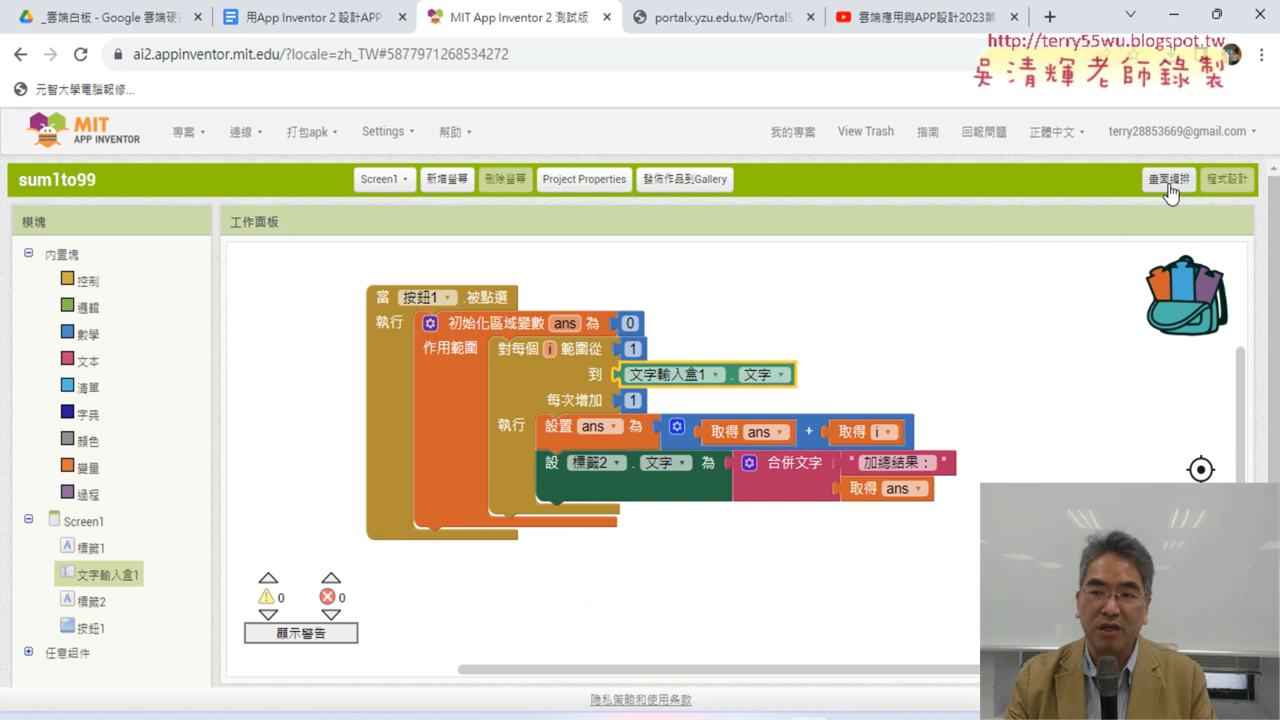 _雲端白板 - Google 雲端硬
用App Inventor 2 設計APP
MIT App Inventor 2 測試版
portalx.yzu.edu.tw/PortalS
雲端應用與APP設計2023第
ai2.appinventor.mit.edu/?locale=zh_TW#5877971268534272
http://terry55wu.blogspot.tw
吳清輝老師錄製
元智大學電腦報修...
MIT
APP INVENTOR
專案
連線
打包apk
Settings
幫助
我的專案
View Trash
指南
回報問題
正體中文
terry28853669@gmail.com
sum1to99
Screen1
新增螢幕
刪除螢幕
Project Properties
發佈作品到Gallery
畫面編排
程式設計
模塊
工作面板
內置塊
控制
邏輯
數學
文本
清單
字典
顏色
變量
過程
Screen1
標籤1
文字輸入盒1
標籤2
按鈕1
任意組件
當 按鈕1 .被點選
執行 初始化區域變數 ans 為 0
作用範圍 對每個 i 範圍從 1
到 文字輸入盒1 . 文字
每次增加 1
執行 設置 ans 為 取得 ans + 取得 i
設 標籤2 . 文字 為 合併文字 " 加總結果： "
取得 ans
0 0
顯示警告
隐私策略和使用条款